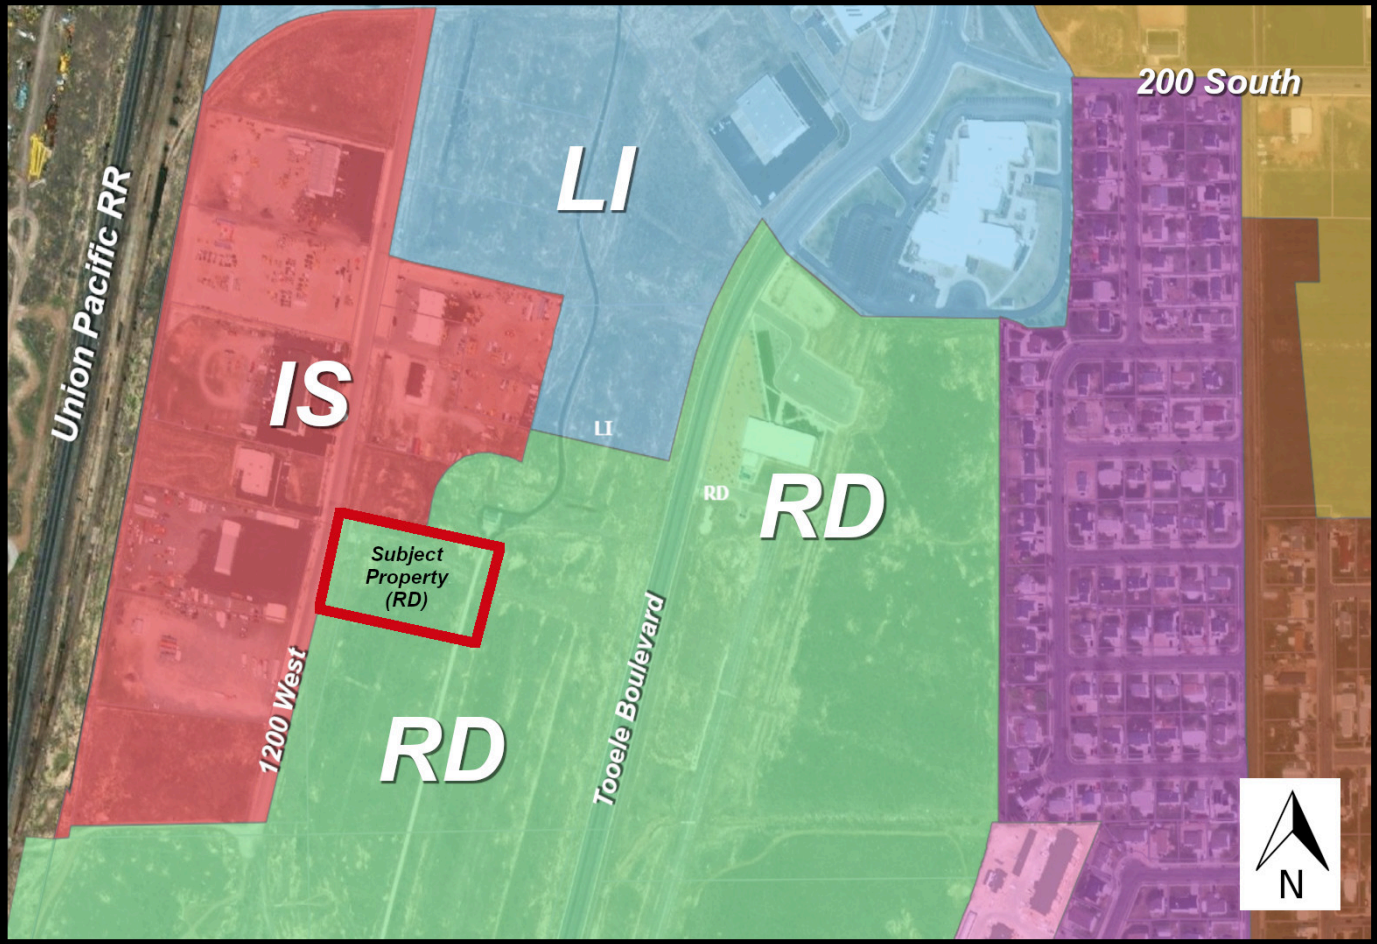 200 South
LI
Union Pacific RR
IS
LI
RD
RD
Subject
Property
(RD)
1200 West
Tooele Boulevard
RD
N